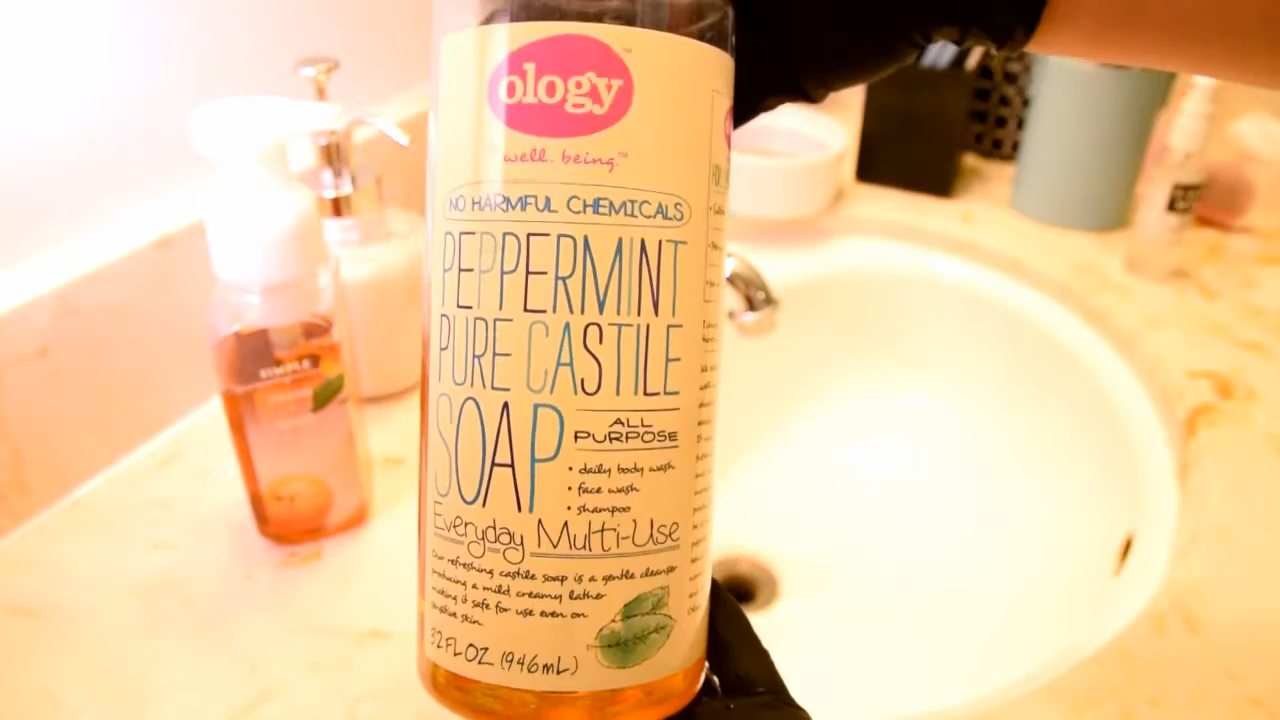 ology™
well. being.™
NO HARMFUL CHEMICALS
PEPPERMINT
PURE CASTILE
SOAP
ALL
PURPOSE
• daily body wash
• face wash
• shampoo
Everyday Multi-Use
Our refreshing castile soap is a gentle cleanser
producing a mild, creamy lather
making it safe for use even on
sensitive skin.
32 FL OZ (946mL)
SIMPLE